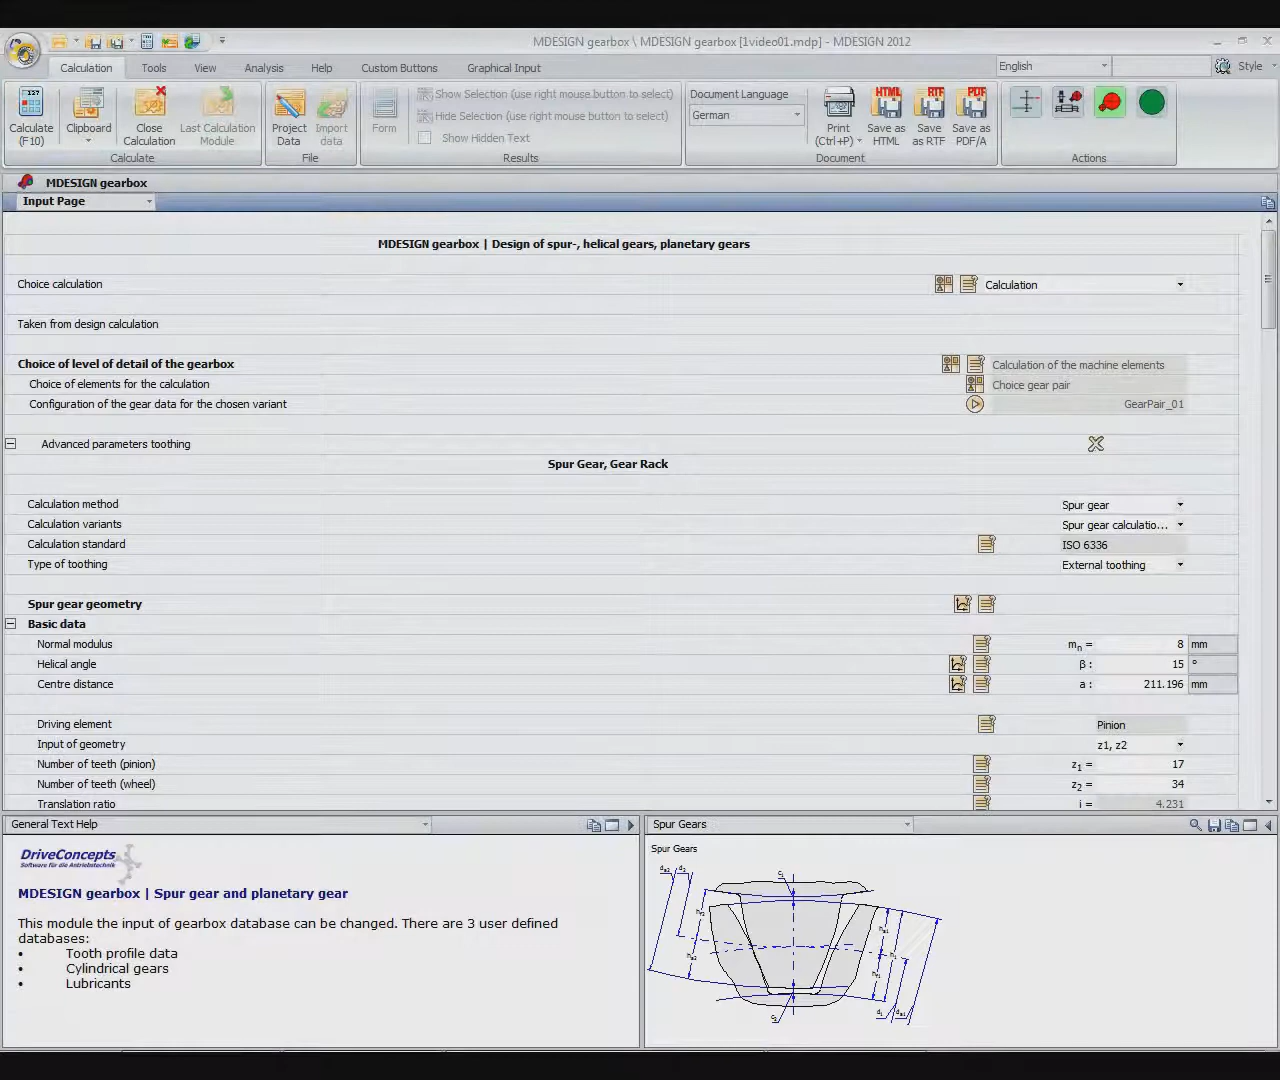 MDESIGN gearbox \ MDESIGN gearbox [1video01.mdp] - MDESIGN 2012
Calculation Tools View Analysis Help Custom Buttons Graphical Input English Style
Calculate (F10)
Clipboard
Close Calculation
Last Calculation Module
Calculate
Project Data
Import data
File
Form
Show Selection (use right mouse button to select)
Hide Selection (use right mouse button to select)
Show Hidden Text
Results
Document Language
German
Print (Ctrl+P)
HTML Save as HTML
RTF Save as RTF
PDF Save as PDF/A
Document
Actions
MDESIGN gearbox
Input Page
MDESIGN gearbox | Design of spur-, helical gears, planetary gears
Choice calculation Calculation
Taken from design calculation
Choice of level of detail of the gearbox Calculation of the machine elements
Choice of elements for the calculation Choice gear pair
Configuration of the gear data for the chosen variant GearPair_01
Advanced parameters toothing
Spur Gear, Gear Rack
Calculation method Spur gear
Calculation variants Spur gear calculatio...
Calculation standard ISO 6336
Type of toothing External toothing
Spur gear geometry
Basic data
Normal modulus mn = 8 mm
Helical angle β : 15 °
Centre distance a : 211.196 mm
Driving element Pinion
Input of geometry z1, z2
Number of teeth (pinion) z1 = 17
Number of teeth (wheel) z2 = 34
Translation ratio i = 4.231
General Text Help
DriveConcepts
Software für die Antriebstechnik
MDESIGN gearbox | Spur gear and planetary gear
This module the input of gearbox database can be changed. There are 3 user defined
databases:
• Tooth profile data
• Cylindrical gears
• Lubricants
Spur Gears
Spur Gears